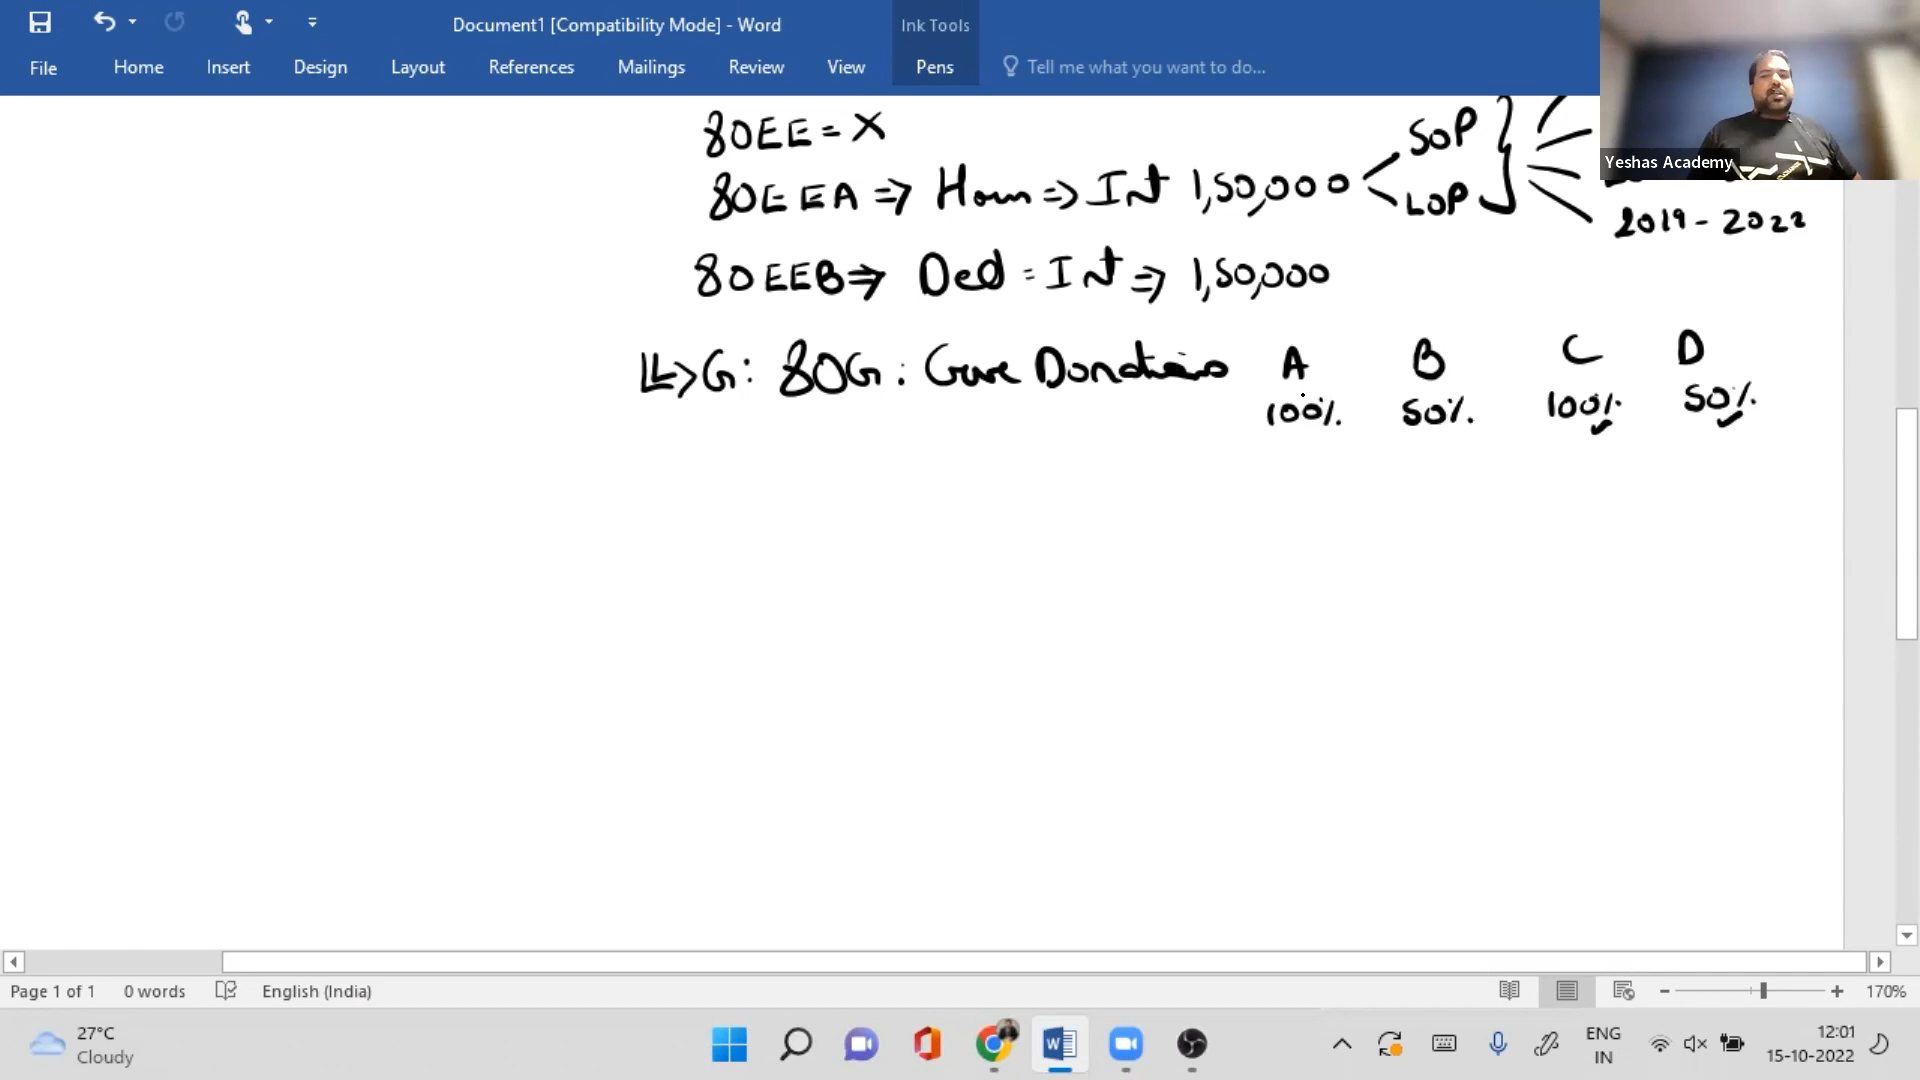 Document1 [Compatibility Mode] - Word
Ink Tools
File Home Insert Design Layout References Mailings Review View Pens Tell me what you want to do...
Yeshas Academy
80EE = X
80EEA => => Int 1,50,000 < SOP
LOP
2019 - 2022
80EEB => Ded = Int => 1,50,000
G: 80G: Donations A B C D
100% 50% 100% 50%
Page 1 of 1 0 words English (India) 170%
27°C
Cloudy
ENG
IN
12:01
15-10-2022